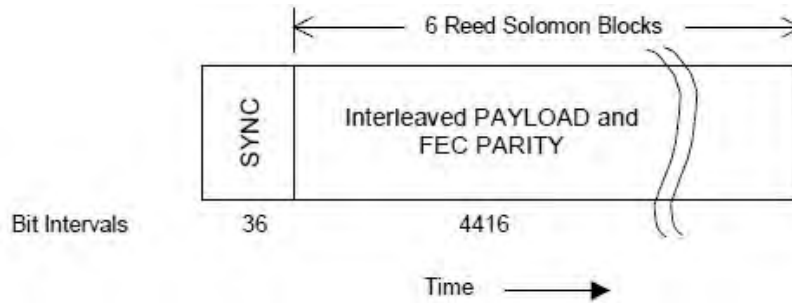 6 Reed Solomon Blocks
SYNC
Interleaved PAYLOAD and
FEC PARITY
Bit Intervals 36 4416
Time